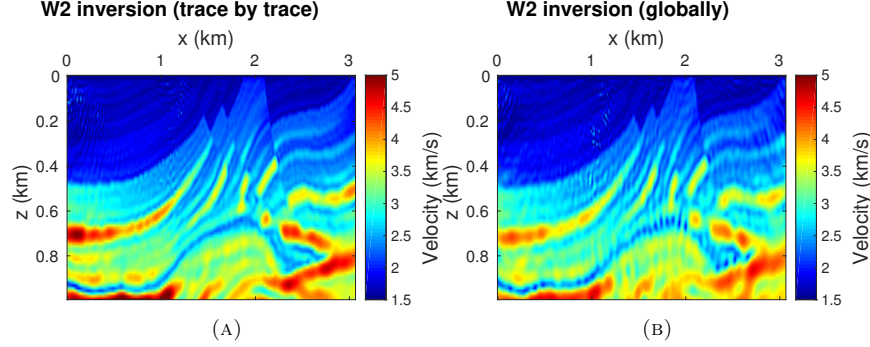 W2 inversion (trace by trace)
x (km)
0 1 2 3
0
0.2
0.4
0.6
0.8
z (km)
5
4.5
4
3.5
3
2.5
2
1.5
Velocity (km/s)
(A)
W2 inversion (globally)
x (km)
0 1 2 3
0
0.2
0.4
0.6
0.8
z (km)
5
4.5
4
3.5
3
2.5
2
1.5
Velocity (km/s)
(B)